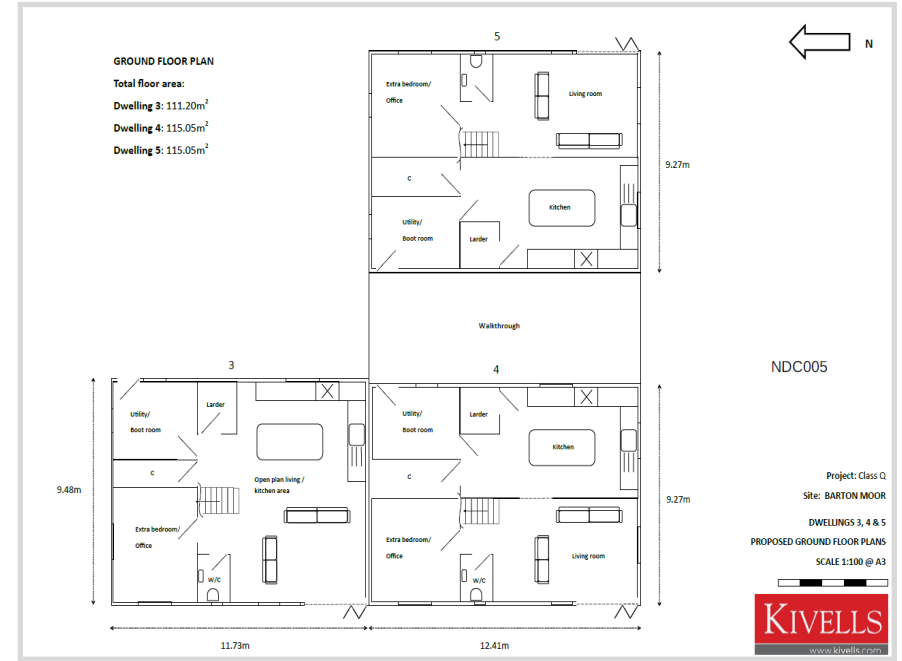 5
N
GROUND FLOOR PLAN
Total floor area:
Dwelling 3: 111.20m²
Dwelling 4: 115.05m²
Dwelling 5: 115.05m²
Extra bedroom/
Office
Living room
9.27m
C
Kitchen
Utility/
Boot room
Larder
Walkthrough
NDC005
3
4
Utility/
Boot room
Larder
C
Open plan living /
kitchen area
Extra bedroom/
Office
W/C
9.48m
Utility/
Boot room
Larder
Kitchen
C
Extra bedroom/
Office
W/C
Living room
9.27m
11.73m
12.41m
Project: Class Q
Site: BARTON MOOR
DWELLINGS 3, 4 & 5
PROPOSED GROUND FLOOR PLANS
SCALE 1:100 @ A3
KIVELLS
www.kivells.com